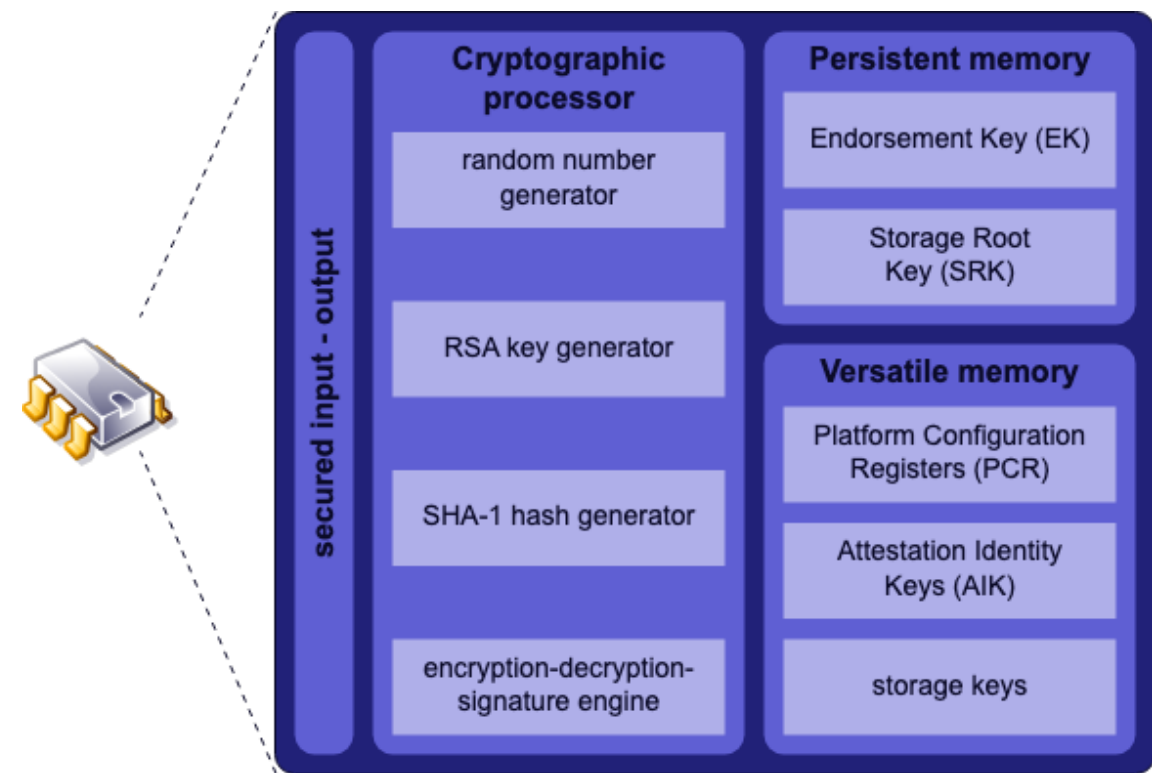 secured input - output
Cryptographic
processor
random number
generator
RSA key generator
SHA-1 hash generator
encryption-decryption-
signature engine
Persistent memory
Endorsement Key (EK)
Storage Root
Key (SRK)
Versatile memory
Platform Configuration
Registers (PCR)
Attestation Identity
Keys (AIK)
storage keys